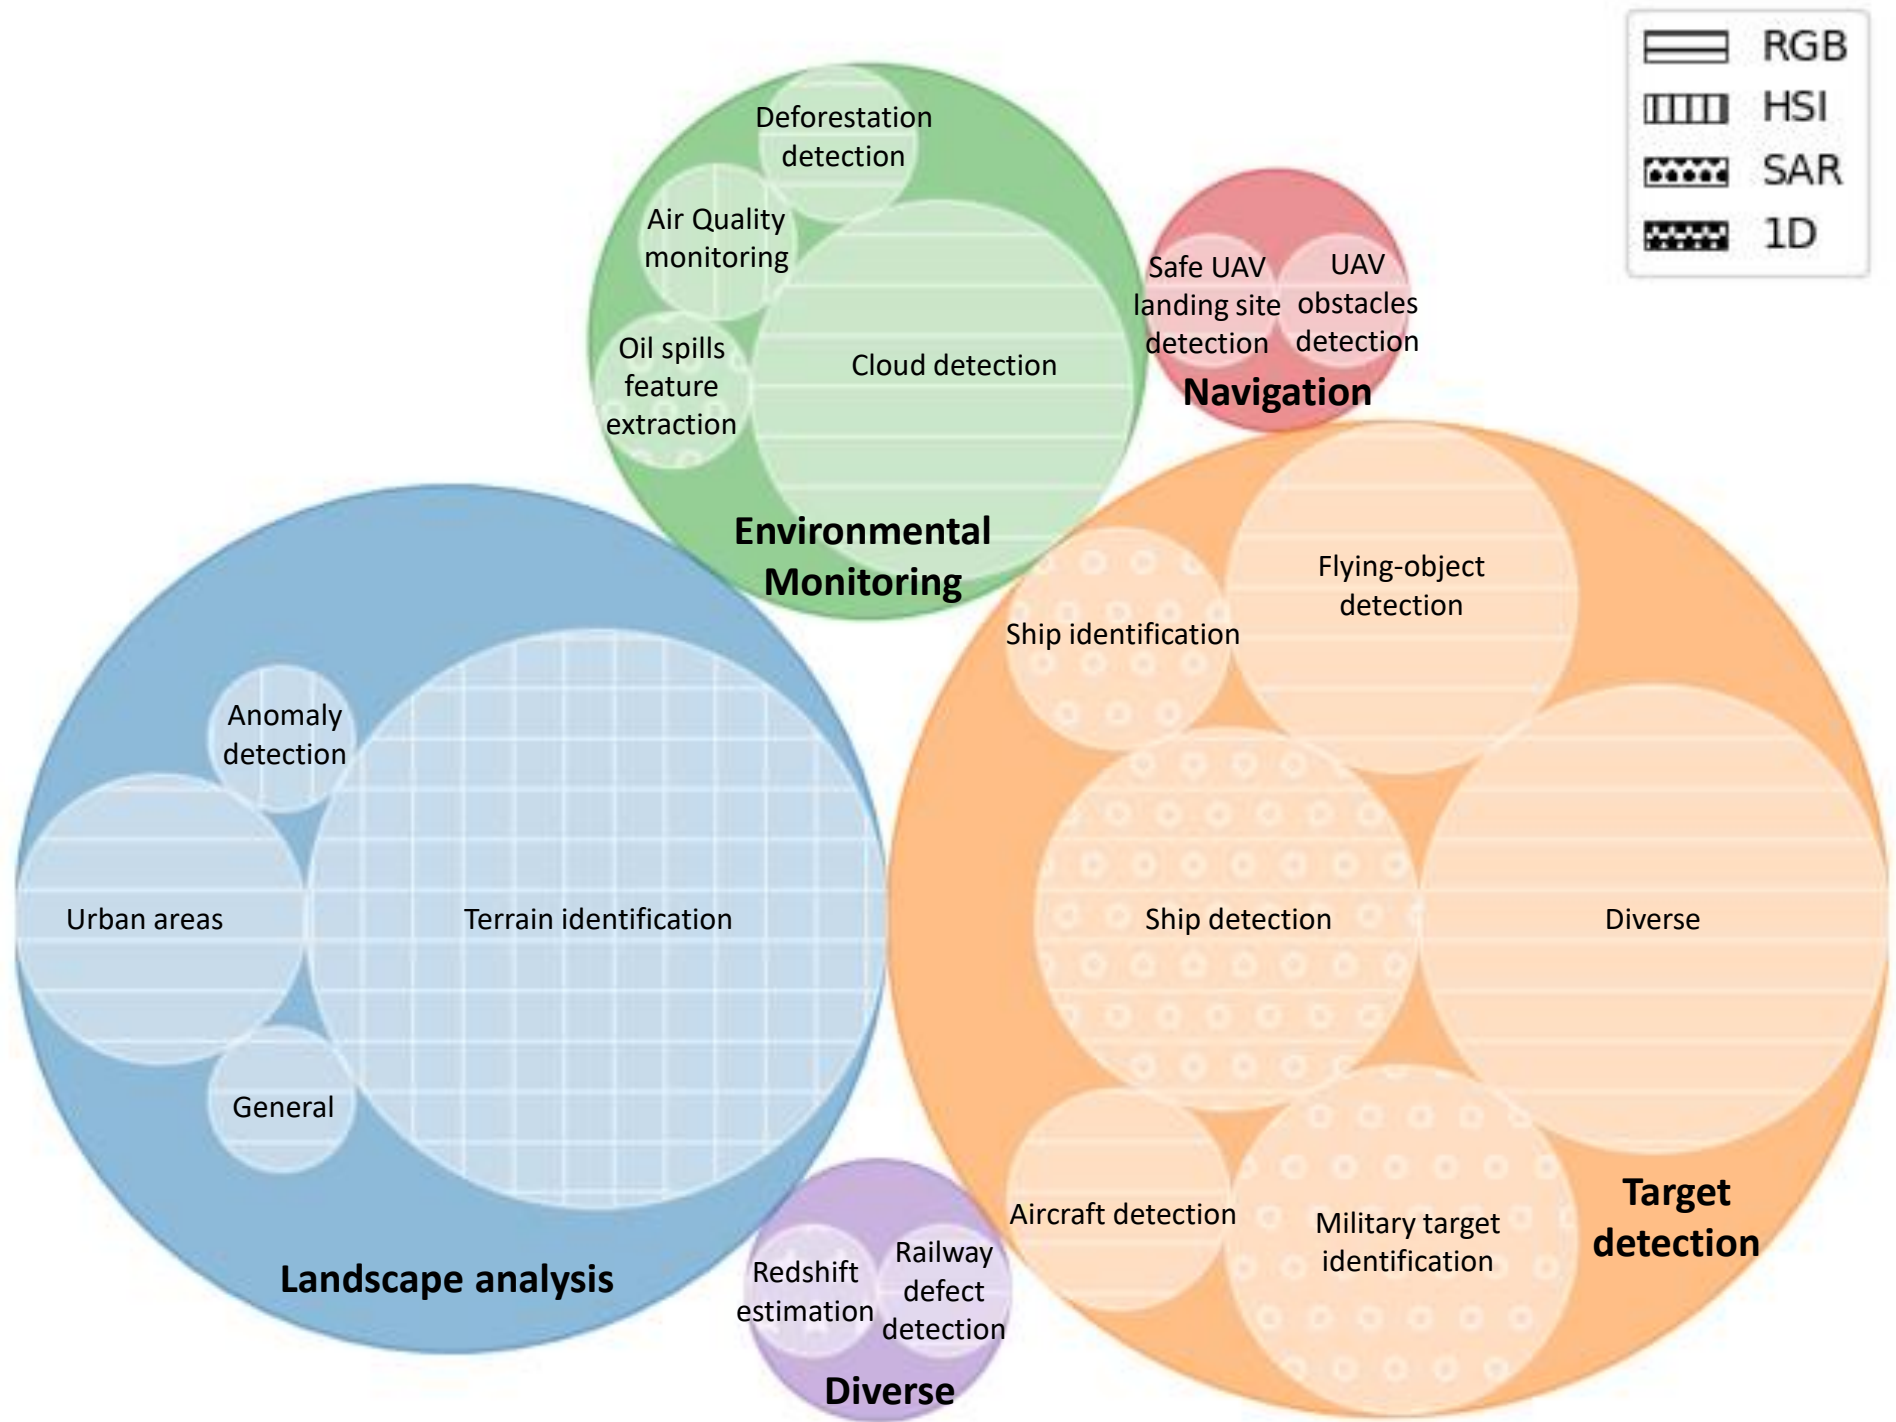 RGB
HSI
SAR
1D
Deforestation
detection
Air Quality
monitoring
Oil spills
feature
extraction
Cloud detection
Environmental
Monitoring
Safe UAV
landing site
detection
UAV
obstacles
detection
Navigation
Anomaly
detection
Urban areas
Terrain identification
General
Landscape analysis
Flying-object
detection
Ship identification
Ship detection
Diverse
Aircraft detection
Military target
identification
Target
detection
Redshift
estimation
Railway
defect
detection
Diverse